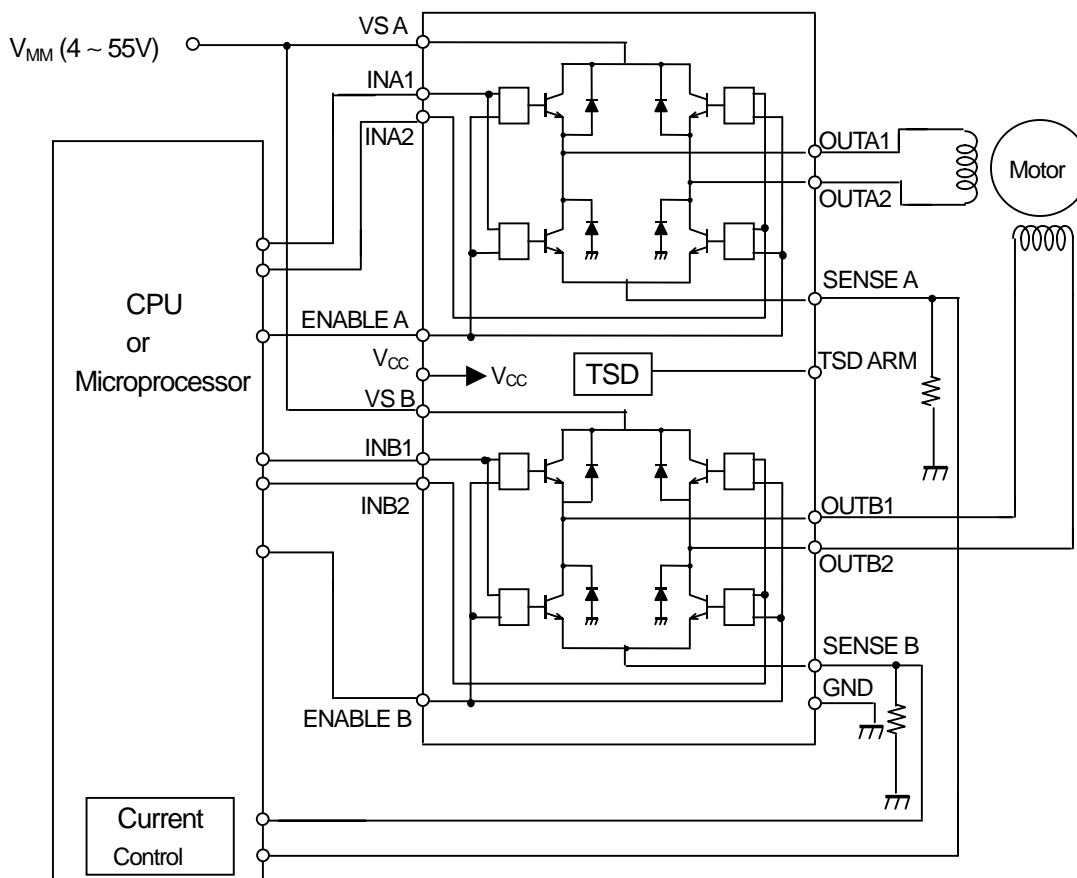 VS A
VMM (4 ~ 55V)
INA1
INA2
OUTA1
Motor
OUTA2
SENSE A
CPU
or
Microprocessor
ENABLE A
VCC
VCC
TSD
TSD ARM
VS B
INB1
INB2
OUTB1
OUTB2
SENSE B
GND
ENABLE B
Current
Control